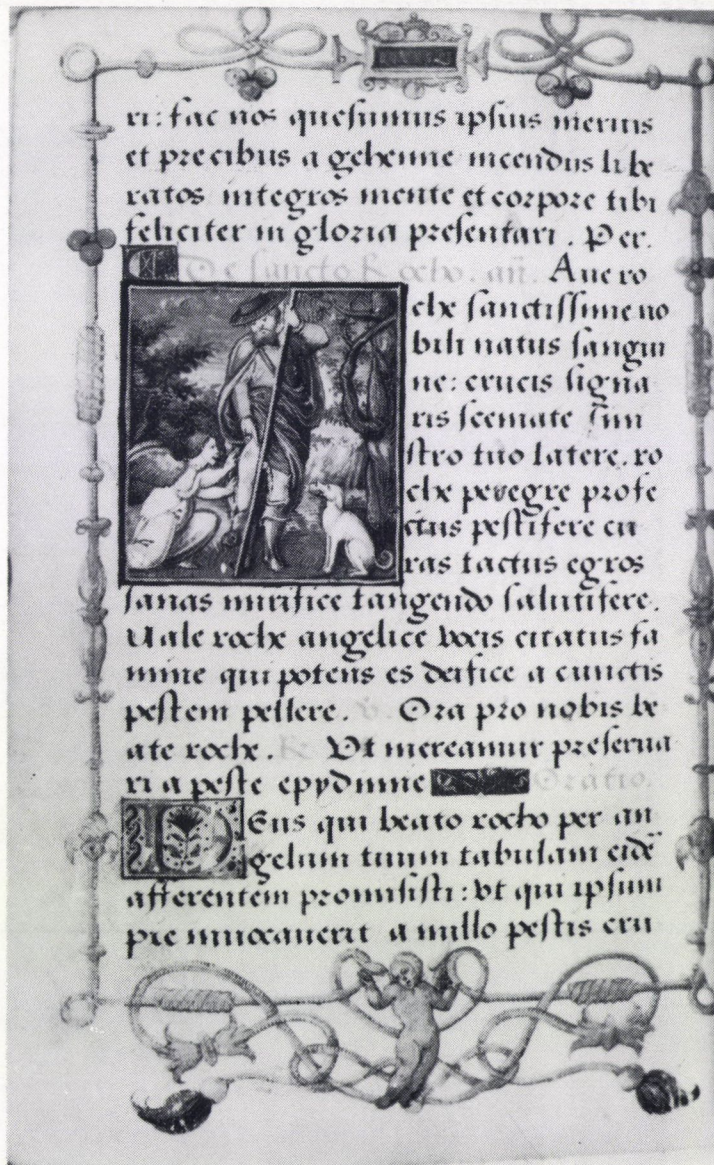 ri: fac nos quesumus ipsius meritis
et precibus a gehenne incendiis libe
ratos integros mente et corpore tibi
feliciter in gloria presentari. Per.
De sancto Rocho. añ. Aue ro
che sanctissime no
bili natus sangui
ne: crucis signa
ris scemate sini
stro tuo latere. ro
che peregre profe
ctus pestifere cu
ras tactus egros
sanas mirifice tangendo salutifere.
Uale roche angelice vocis citatus fa
mine qui potens es deifice a cunctis
pestem pellere. Ora pro nobis be
ate roche. R. Vt mereamur preserua
ri a peste epydimie Oratio.
DEus qui beato rocho per an
gelum tuum tabulam eidē
afferentem promisisti: vt qui ipsum
pie inuocauerit a nullo pestis cru